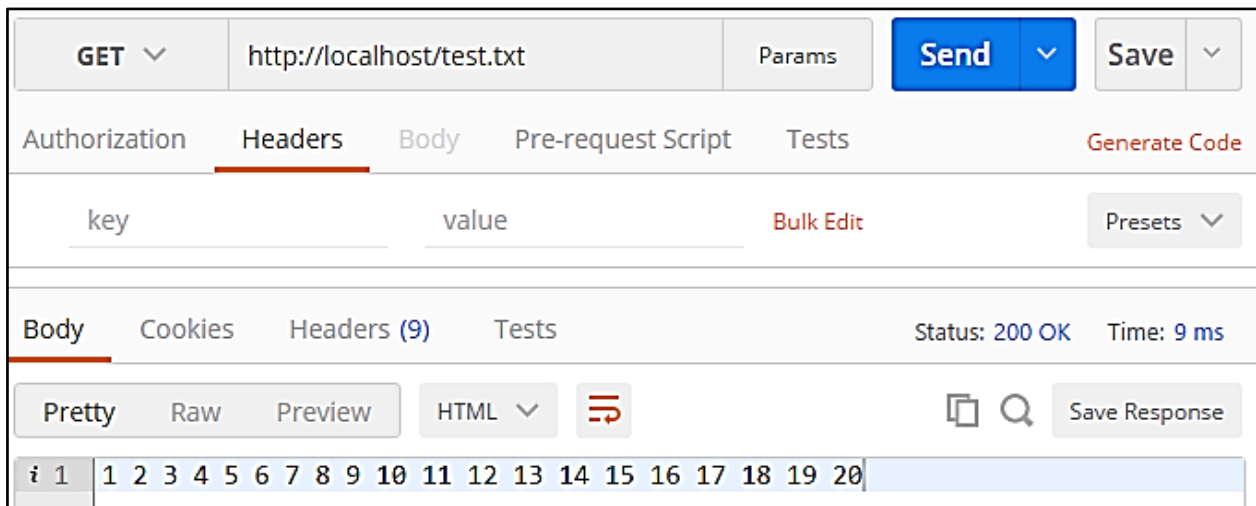 GET http://localhost/test.txt Params Send Save
Authorization Headers Body Pre-request Script Tests Generate Code
key value Bulk Edit Presets
Body Cookies Headers (9) Tests Status: 200 OK Time: 9 ms
Pretty Raw Preview HTML Save Response
i 1 1 2 3 4 5 6 7 8 9 10 11 12 13 14 15 16 17 18 19 20